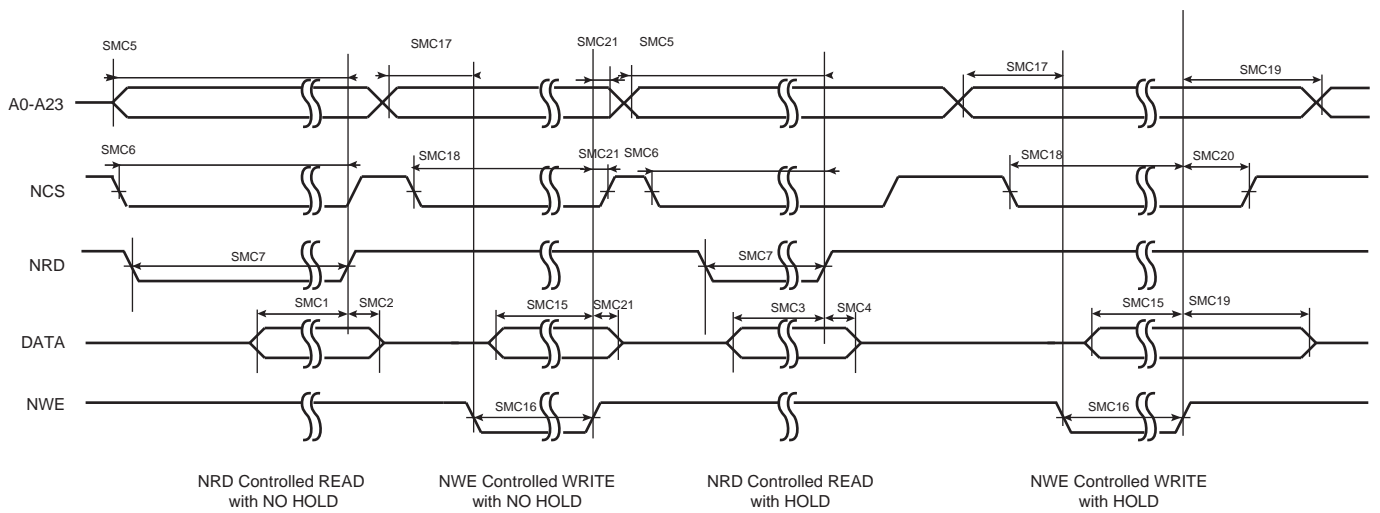 SMC5 SMC17 SMC21 SMC5 SMC17 SMC19
A0-A23
SMC6 SMC18 SMC21 SMC6 SMC18 SMC20
NCS
NRD SMC7 SMC7
SMC1 SMC2 SMC15 SMC21 SMC3 SMC4 SMC15 SMC19
DATA
NWE SMC16 SMC16
NRD Controlled READ
with NO HOLD
NWE Controlled WRITE
with NO HOLD
NRD Controlled READ
with HOLD
NWE Controlled WRITE
with HOLD